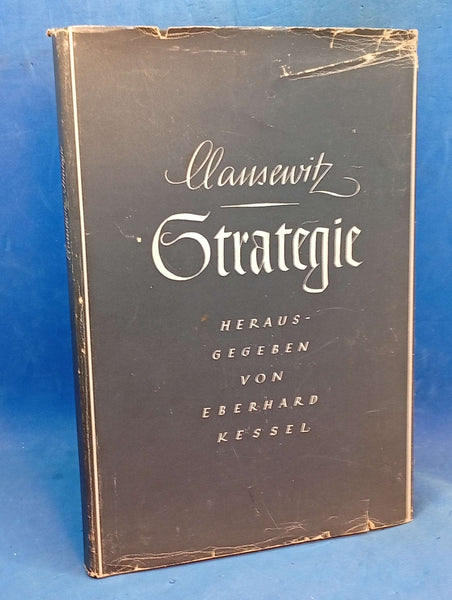 Clausewitz
Strategie
HERAUS-
GEGEBEN
VON
EBERHARD
KESSEL